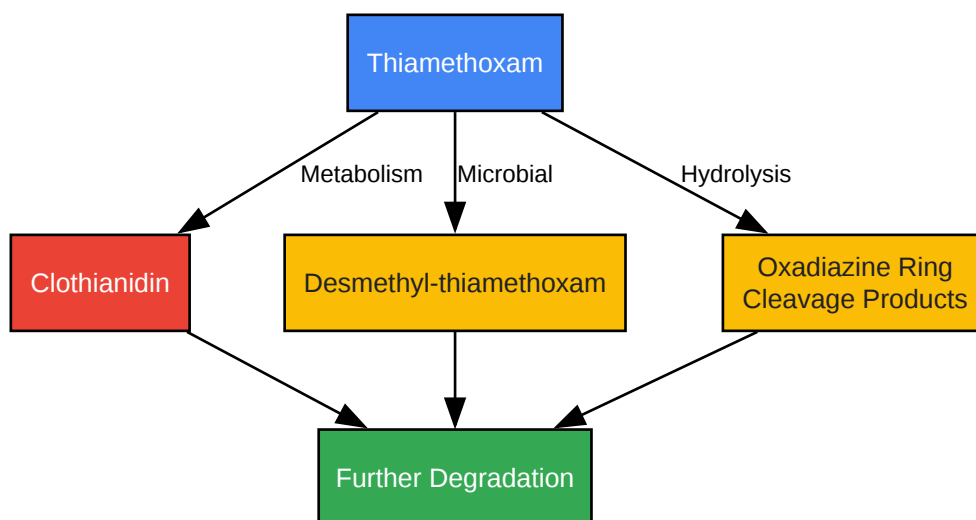 Thiamethoxam
Metabolism
Microbial
Hydrolysis
Clothianidin
Desmethyl-thiamethoxam
Oxadiazine Ring
Cleavage Products
Further Degradation